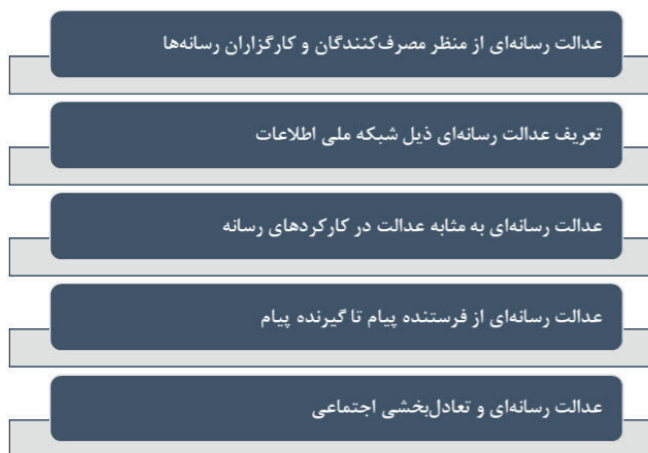 عدالت رسانه‌ای از منظر مصرف‌کنندگان و کارگزاران رسانه‌ها
تعریف عدالت رسانه‌ای ذیل شبکه ملی اطلاعات
عدالت رسانه‌ای به مثابه عدالت در کارکردهای رسانه
عدالت رسانه‌ای از فرستنده پیام تا گیرنده پیام
عدالت رسانه‌ای و تعادل‌بخشی اجتماعی